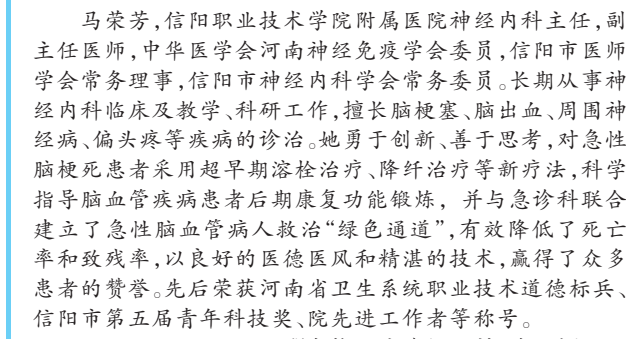 马荣芳,信阳职业技术学院附属医院神经内科主任,副
主任医师,中华医学会河南神经免疫学会委员,信阳市医师
学会常务理事,信阳市神经内科学会常务委员。长期从事神
经内科临床及教学、科研工作,擅长脑梗塞、脑出血、周围神
经病、偏头疼等疾病的诊治。她勇于创新、善于思考,对急性
脑梗死患者采用超早期溶栓治疗、降纤治疗等新疗法,科学
指导脑血管疾病患者后期康复功能锻炼，并与急诊科联合
建立了急性脑血管病人救治“绿色通道”,有效降低了死亡
率和致残率,以良好的医德医风和精湛的技术,赢得了众多
患者的赞誉。先后荣获河南省卫生系统职业技术道德标兵、
信阳市第五届青年科技奖、院先进工作者等称号。